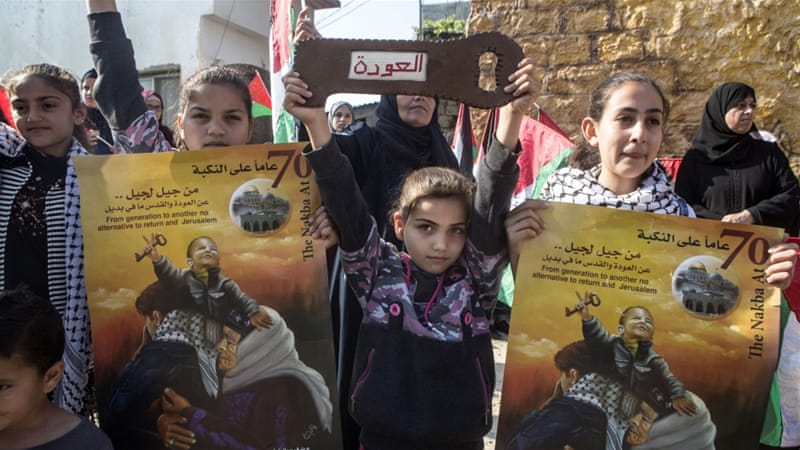 العودة
70 عاماً على النكبة
من جيل لجيل ..
عن العودة والقدس ما في بديل
From generation to another no
alternative to return and Jerusalem
The Nakba At
70 عاماً على النكبة
من جيل لجيل ..
عن العودة والقدس ما في بديل
From generation to another no
alternative to return and Jerusalem
The Nakba At